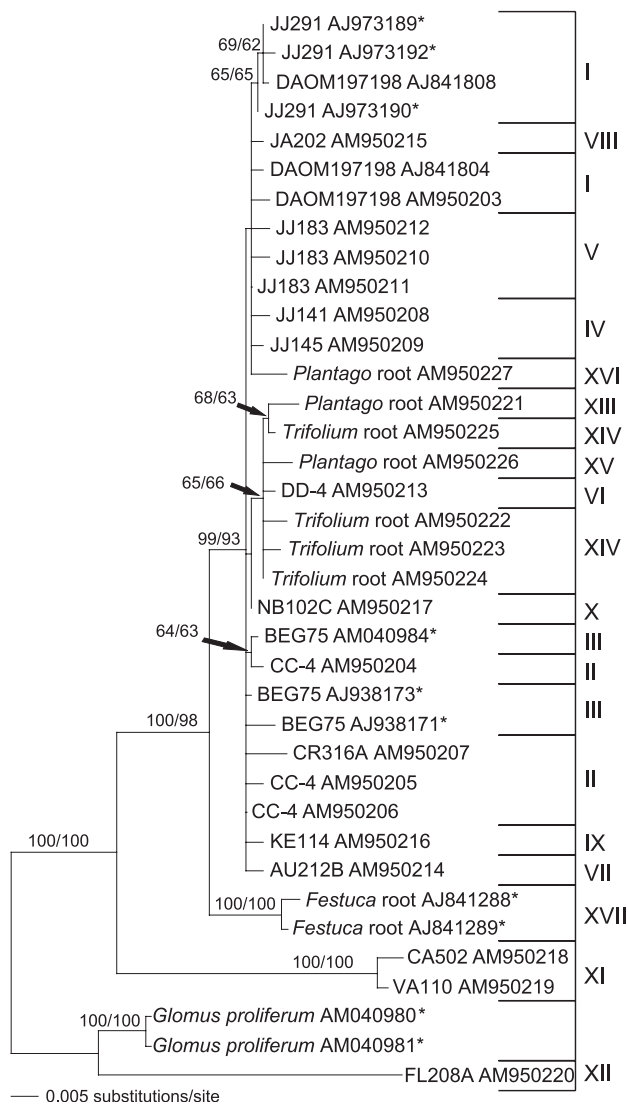 JJ291 AJ973189*
69/62
JJ291 AJ973192*
65/65
DAOM197198 AJ841808
I
JJ291 AJ973190*
JA202 AM950215
VIII
DAOM197198 AJ841804
I
DAOM197198 AM950203
JJ183 AM950212
JJ183 AM950210
V
JJ183 AM950211
JJ141 AM950208
IV
JJ145 AM950209
Plantago root AM950227
XVI
68/63
Plantago root AM950221
XIII
Trifolium root AM950225
XIV
Plantago root AM950226
XV
65/66
DD-4 AM950213
VI
Trifolium root AM950222
99/93
Trifolium root AM950223
XIV
Trifolium root AM950224
NB102C AM950217
X
64/63
BEG75 AM040984*
III
CC-4 AM950204
II
BEG75 AJ938173*
III
100/98
BEG75 AJ938171*
CR316A AM950207
CC-4 AM950205
II
CC-4 AM950206
KE114 AM950216
IX
100/100
AU212B AM950214
VII
100/100
Festuca root AJ841288*
XVII
Festuca root AJ841289*
100/100
CA502 AM950218
XI
VA110 AM950219
100/100
Glomus proliferum AM040980*
Glomus proliferum AM040981*
FL208A AM950220
XII
0.005 substitutions/site